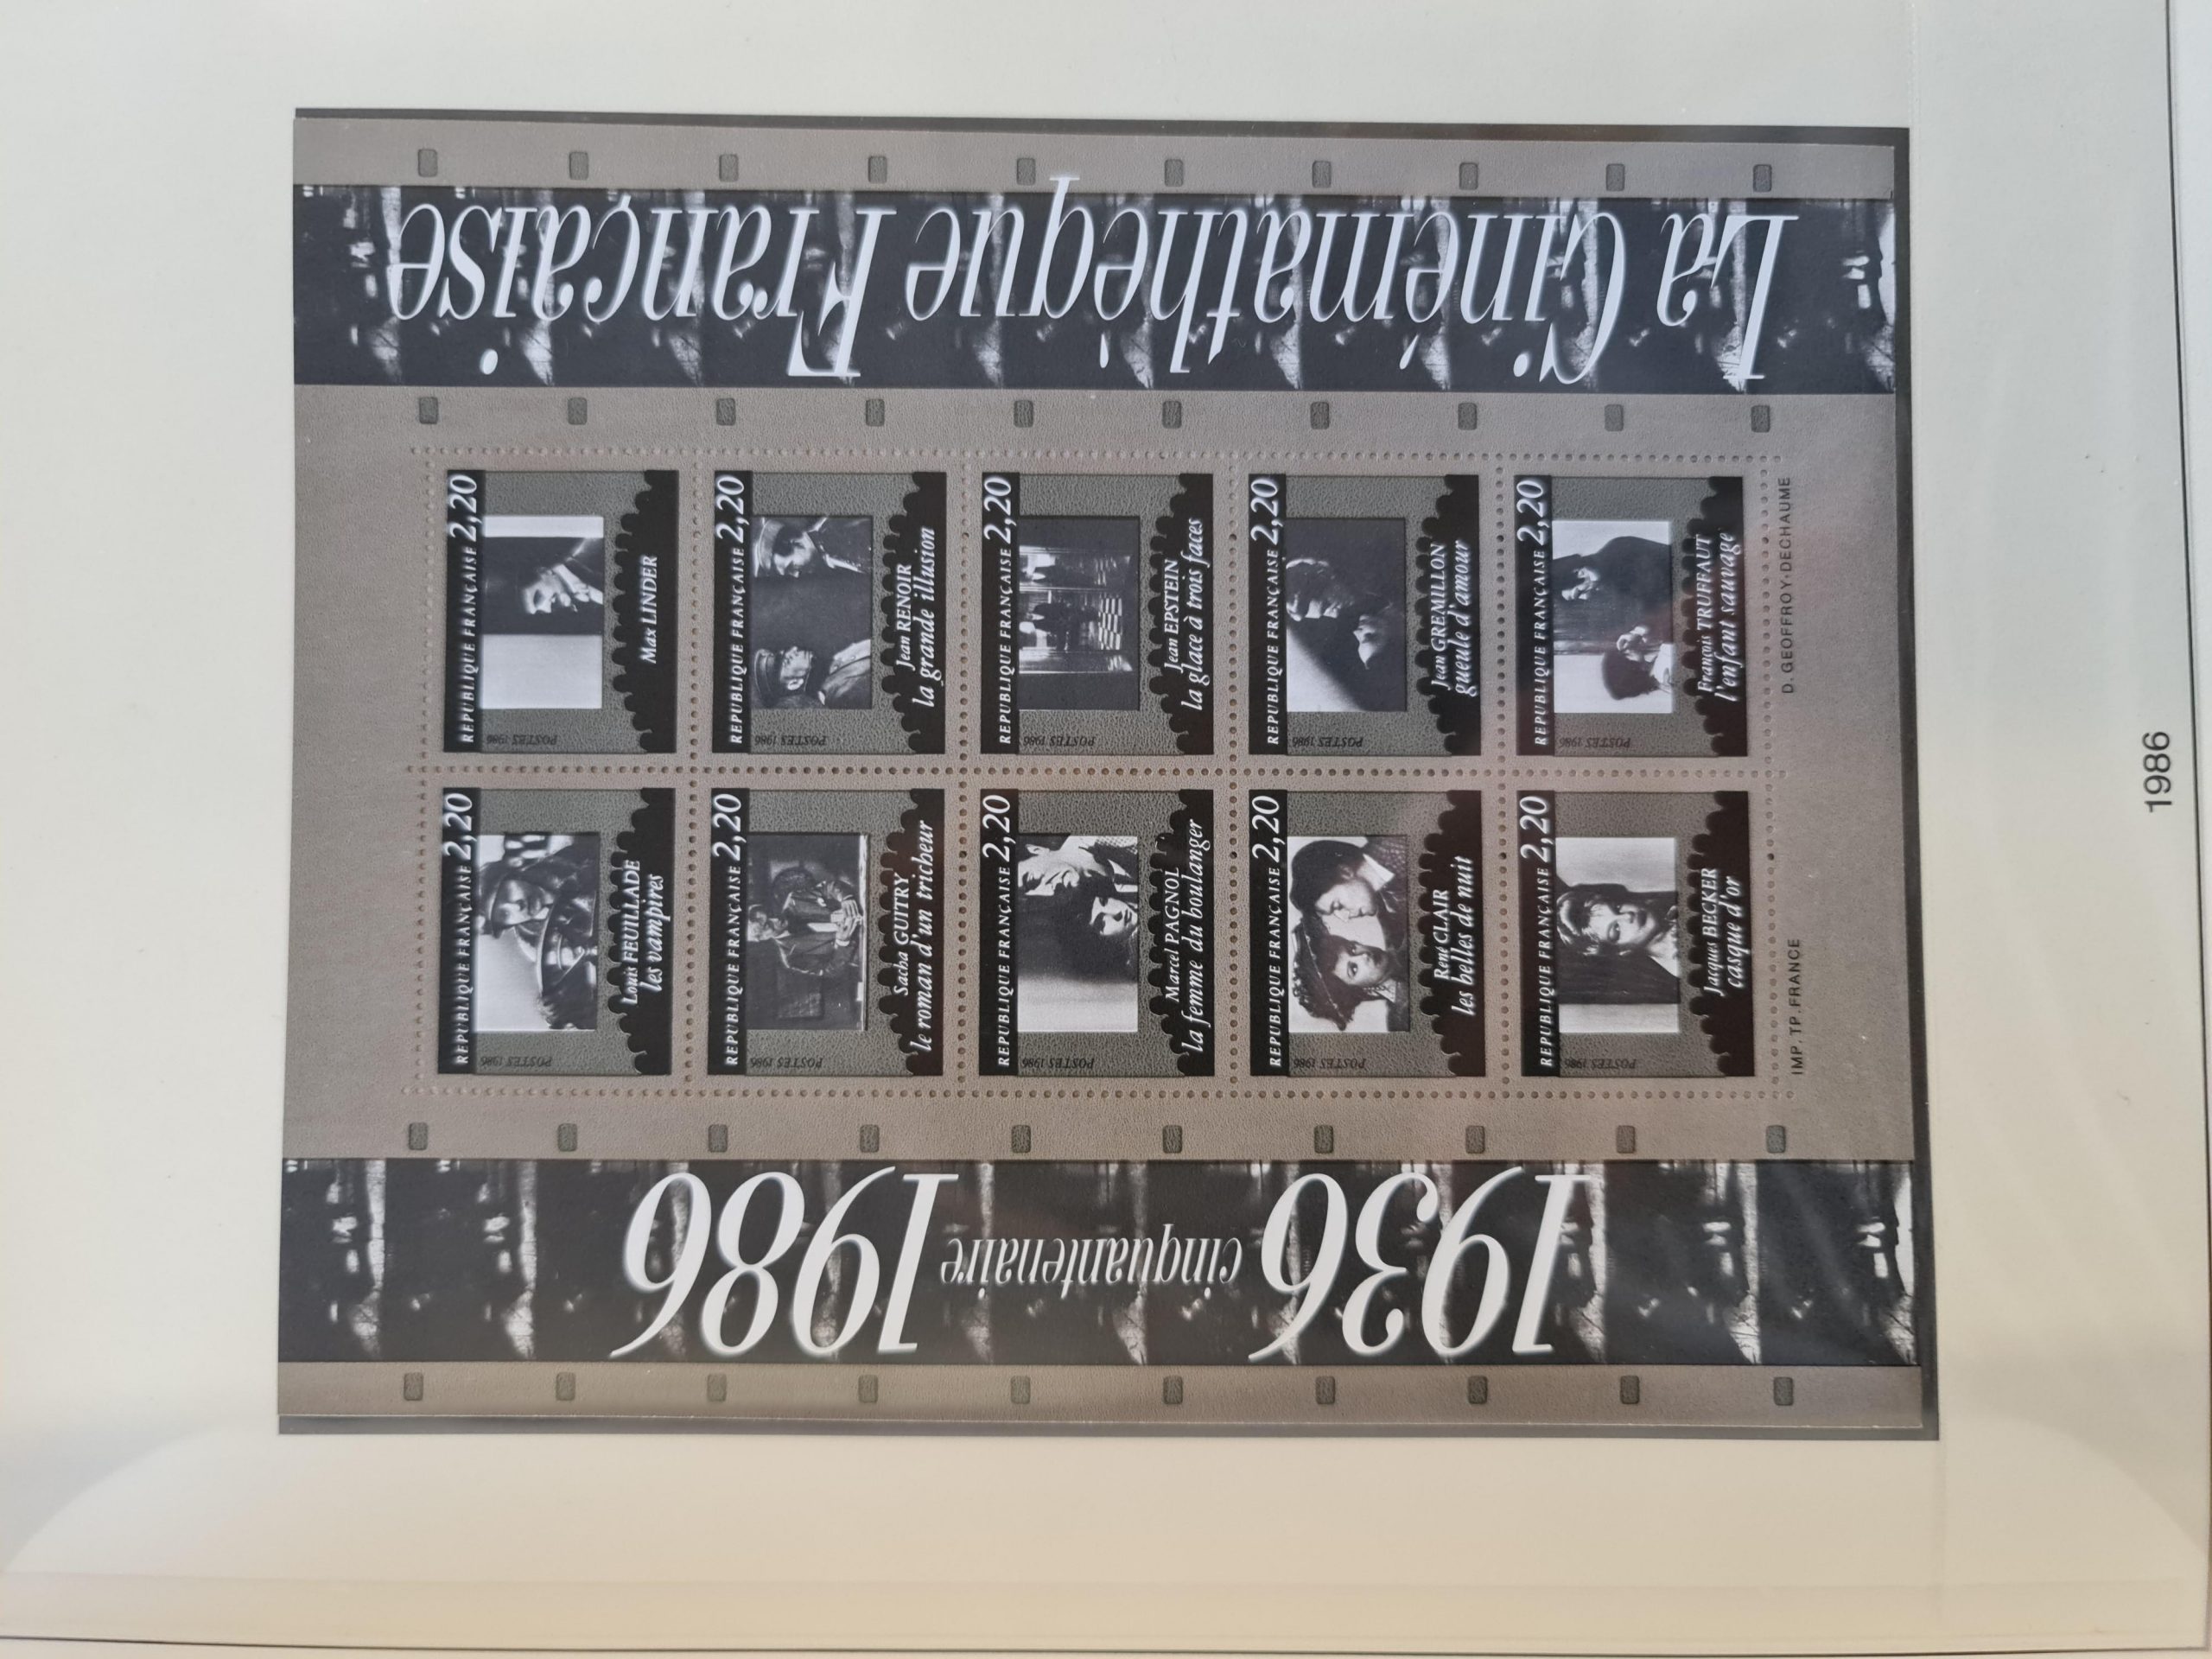 La Cinémathèque Française
REPUBLIQUE FRANÇAISE 2,20
POSTES 1986
Max LINDER
REPUBLIQUE FRANÇAISE 2,20
POSTES 1986
Jean RENOIR
la grande illusion
REPUBLIQUE FRANÇAISE 2,20
POSTES 1986
Jean EPSTEIN
la glace à trois faces
REPUBLIQUE FRANÇAISE 2,20
POSTES 1986
Jean GREMILLON
gueule d'amour
REPUBLIQUE FRANÇAISE 2,20
POSTES 1986
François TRUFFAUT
l'enfant sauvage
D. GEOFFROY-DECHAUME
REPUBLIQUE FRANÇAISE 2,20
POSTES 1986
Louis FEUILLADE
les vampires
REPUBLIQUE FRANÇAISE 2,20
POSTES 1986
Sacha GUITRY
le roman d'un tricheur
REPUBLIQUE FRANÇAISE 2,20
POSTES 1986
Marcel PAGNOL
la femme du boulanger
REPUBLIQUE FRANÇAISE 2,20
POSTES 1986
René CLAIR
les belles de nuit
REPUBLIQUE FRANÇAISE 2,20
POSTES 1986
Jacques BECKER
casque d'or
IMP. TP. FRANCE
1936 cinquantenaire 1986
1986